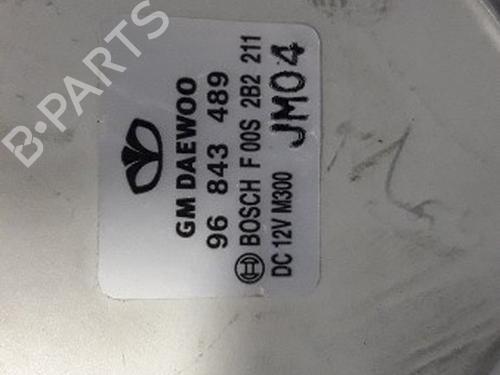 B-PARTS
GM DAEWOO
96 843 489
BOSCH F 00S 2B2 211
DC 12V M300
JM04